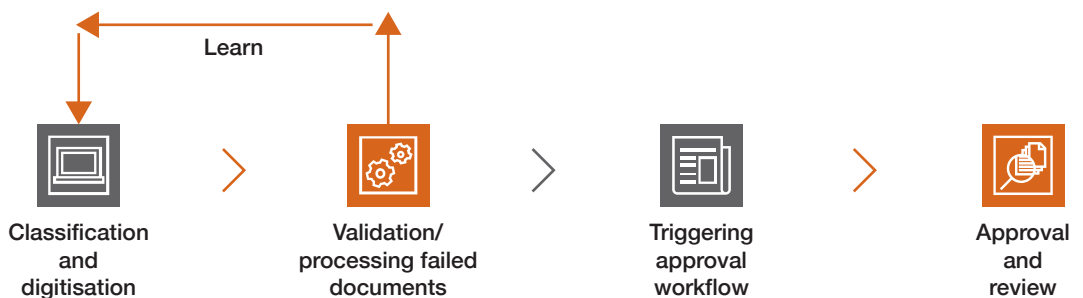 Learn
Classification
and
digitisation
Validation/
processing failed
documents
Triggering
approval
workflow
Approval
and
review